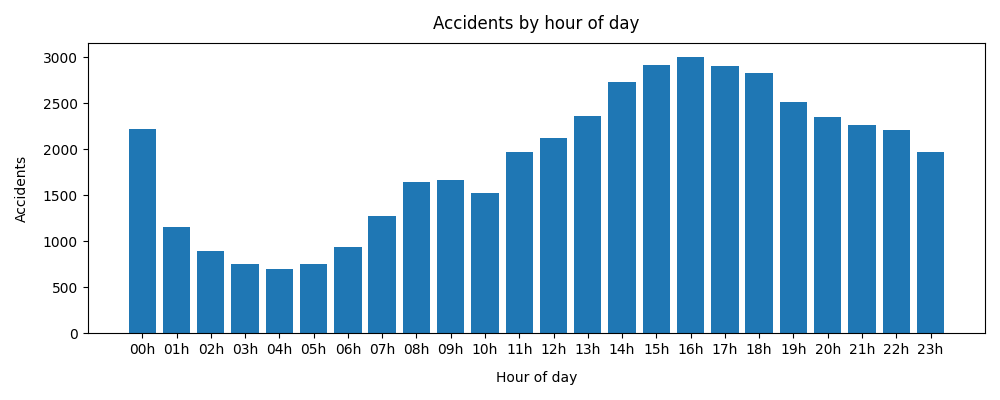 Accidents by hour of day
3000
2500
2000
1500
1000
500
0
Accidents
00h 01h 02h 03h 04h 05h 06h 07h 08h 09h 10h 11h 12h 13h 14h 15h 16h 17h 18h 19h 20h 21h 22h 23h
Hour of day